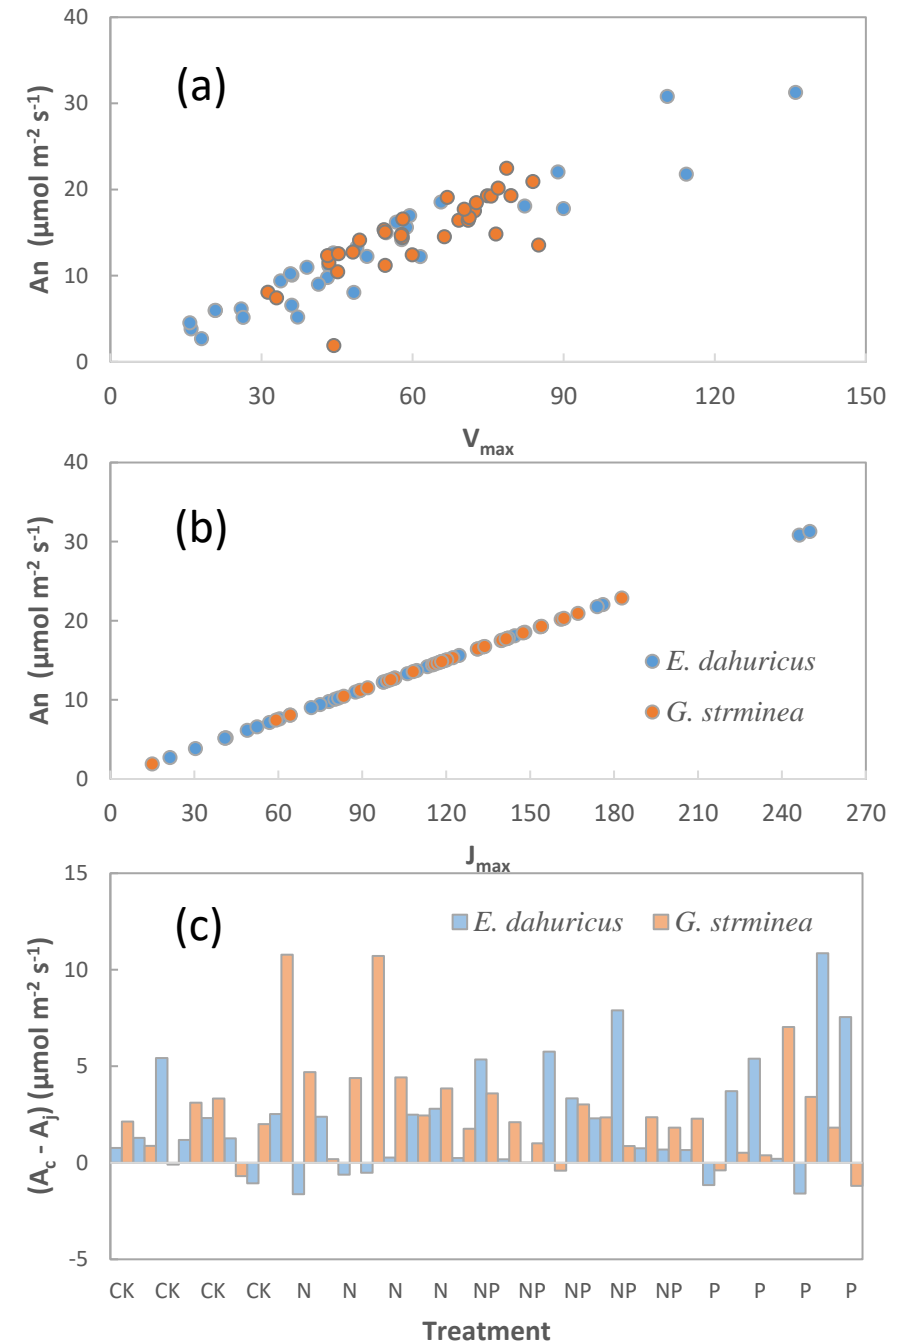 40
30
20
10
0
(a)
An (µmol m⁻² s⁻¹)
0 30 60 90 120 150
Vmax
40
30
20
10
0
(b)
An (µmol m⁻² s⁻¹)
E. dahuricus
G. strminea
0 30 60 90 120 150 180 210 240 270
Jmax
15
10
5
0
-5
(c)
E. dahuricus G. strminea
(Ac - Aj) (µmol m⁻² s⁻¹)
CK CK CK CK N N N N NP NP NP NP NP P P P P
Treatment